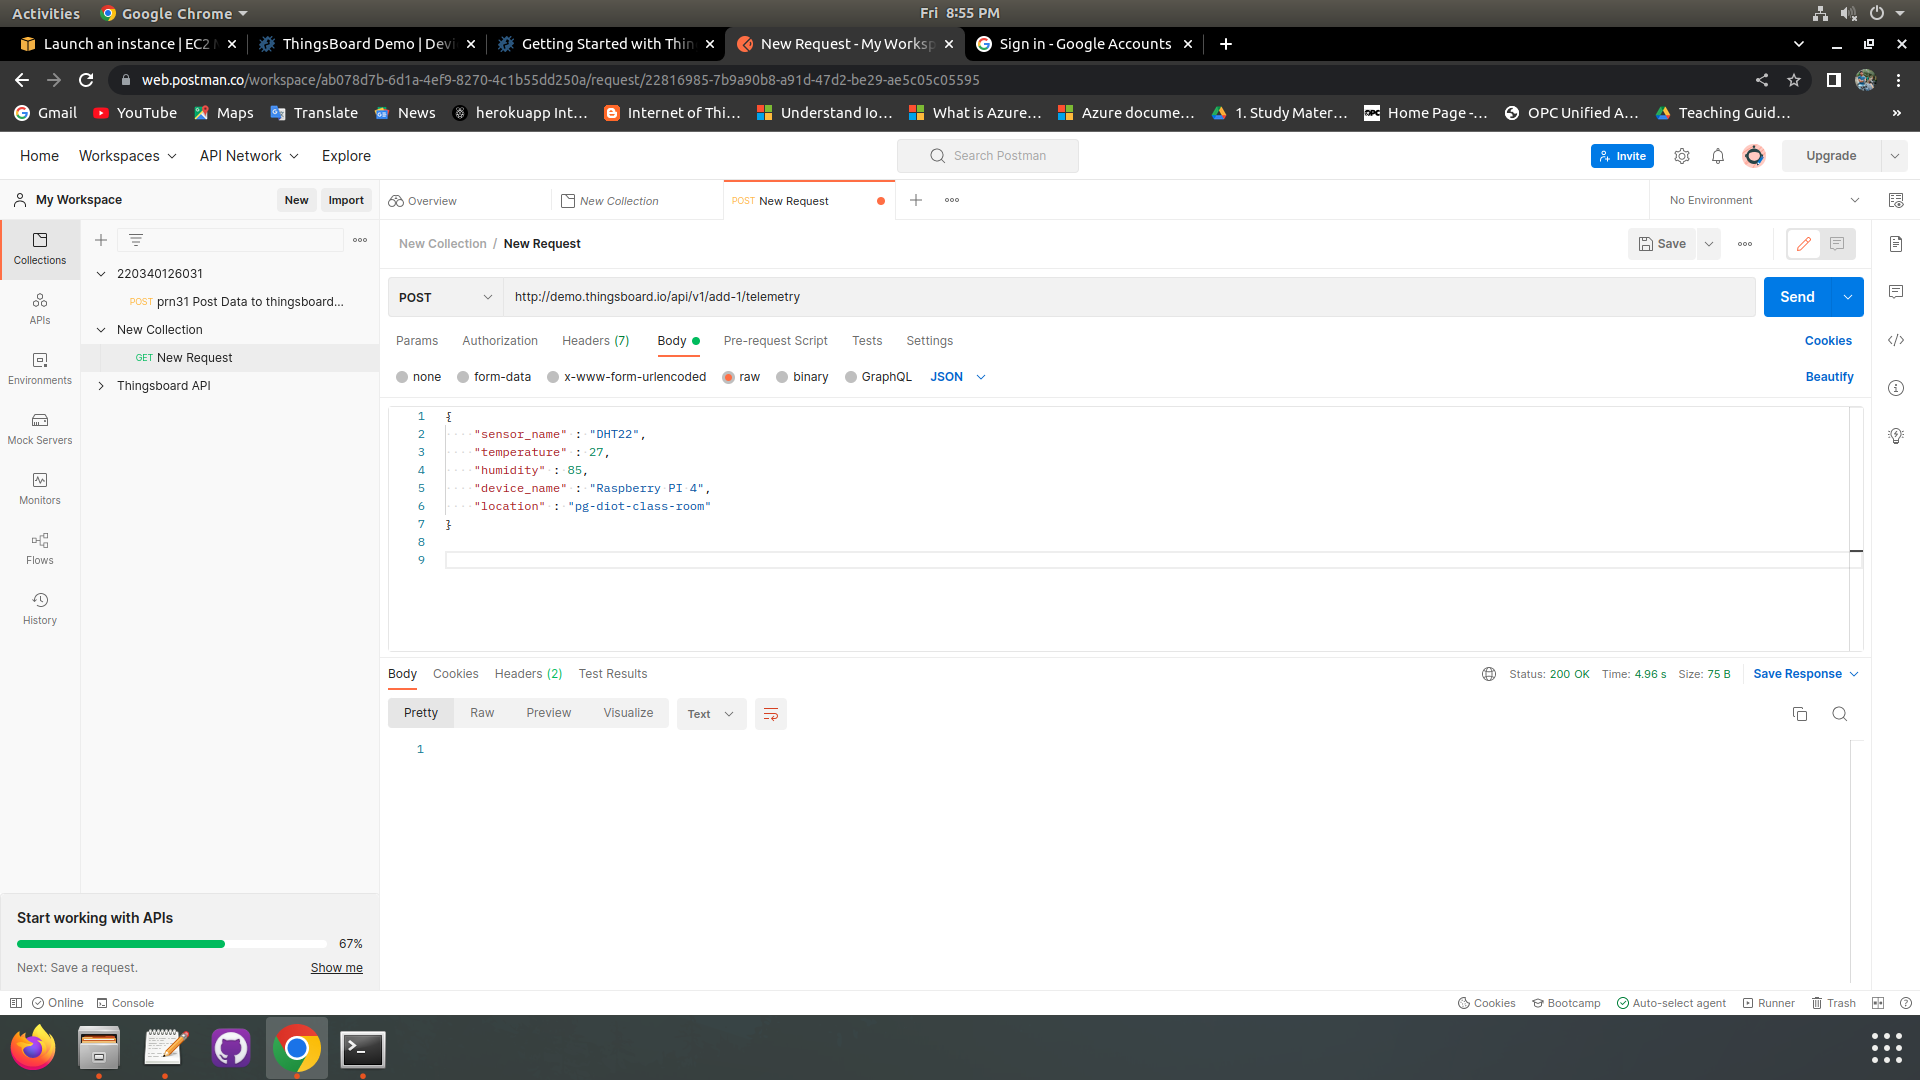 Activities Google Chrome Fri 8:55 PM
Launch an instance | EC2 ThingsBoard Demo | Devi Getting Started with Thin New Request - My Worksp Sign in - Google Accounts
web.postman.co/workspace/ab078d7b-6d1a-4ef9-8270-4c1b55dd250a/request/22816985-7b9a90b8-a91d-47d2-be29-ae5c05c05595
Gmail YouTube Maps Translate News herokuapp Int... Internet of Thi... Understand Io... What is Azure... Azure docume... 1. Study Mater... Home Page -... OPC Unified A... Teaching Guid... »
Home Workspaces API Network Explore Search Postman Invite Upgrade
My Workspace New Import Overview New Collection POST New Request No Environment
Collections
APIs
Environments
Mock Servers
Monitors
Flows
History
220340126031
POST prn31 Post Data to thingsboard...
New Collection
GET New Request
Thingsboard API
New Collection / New Request Save
POST http://demo.thingsboard.io/api/v1/add-1/telemetry Send
Params Authorization Headers (7) Body Pre-request Script Tests Settings Cookies
none form-data x-www-form-urlencoded raw binary GraphQL JSON Beautify
1 {
2 "sensor_name" : "DHT22",
3 "temperature" : 27,
4 "humidity" : 85,
5 "device_name" : "Raspberry PI 4",
6 "location" : "pg-diot-class-room"
7 }
8
9
Body Cookies Headers (2) Test Results Status: 200 OK Time: 4.96 s Size: 75 B Save Response
Pretty Raw Preview Visualize Text
1
Start working with APIs
67%
Next: Save a request. Show me
Online Console Cookies Bootcamp Auto-select agent Runner Trash